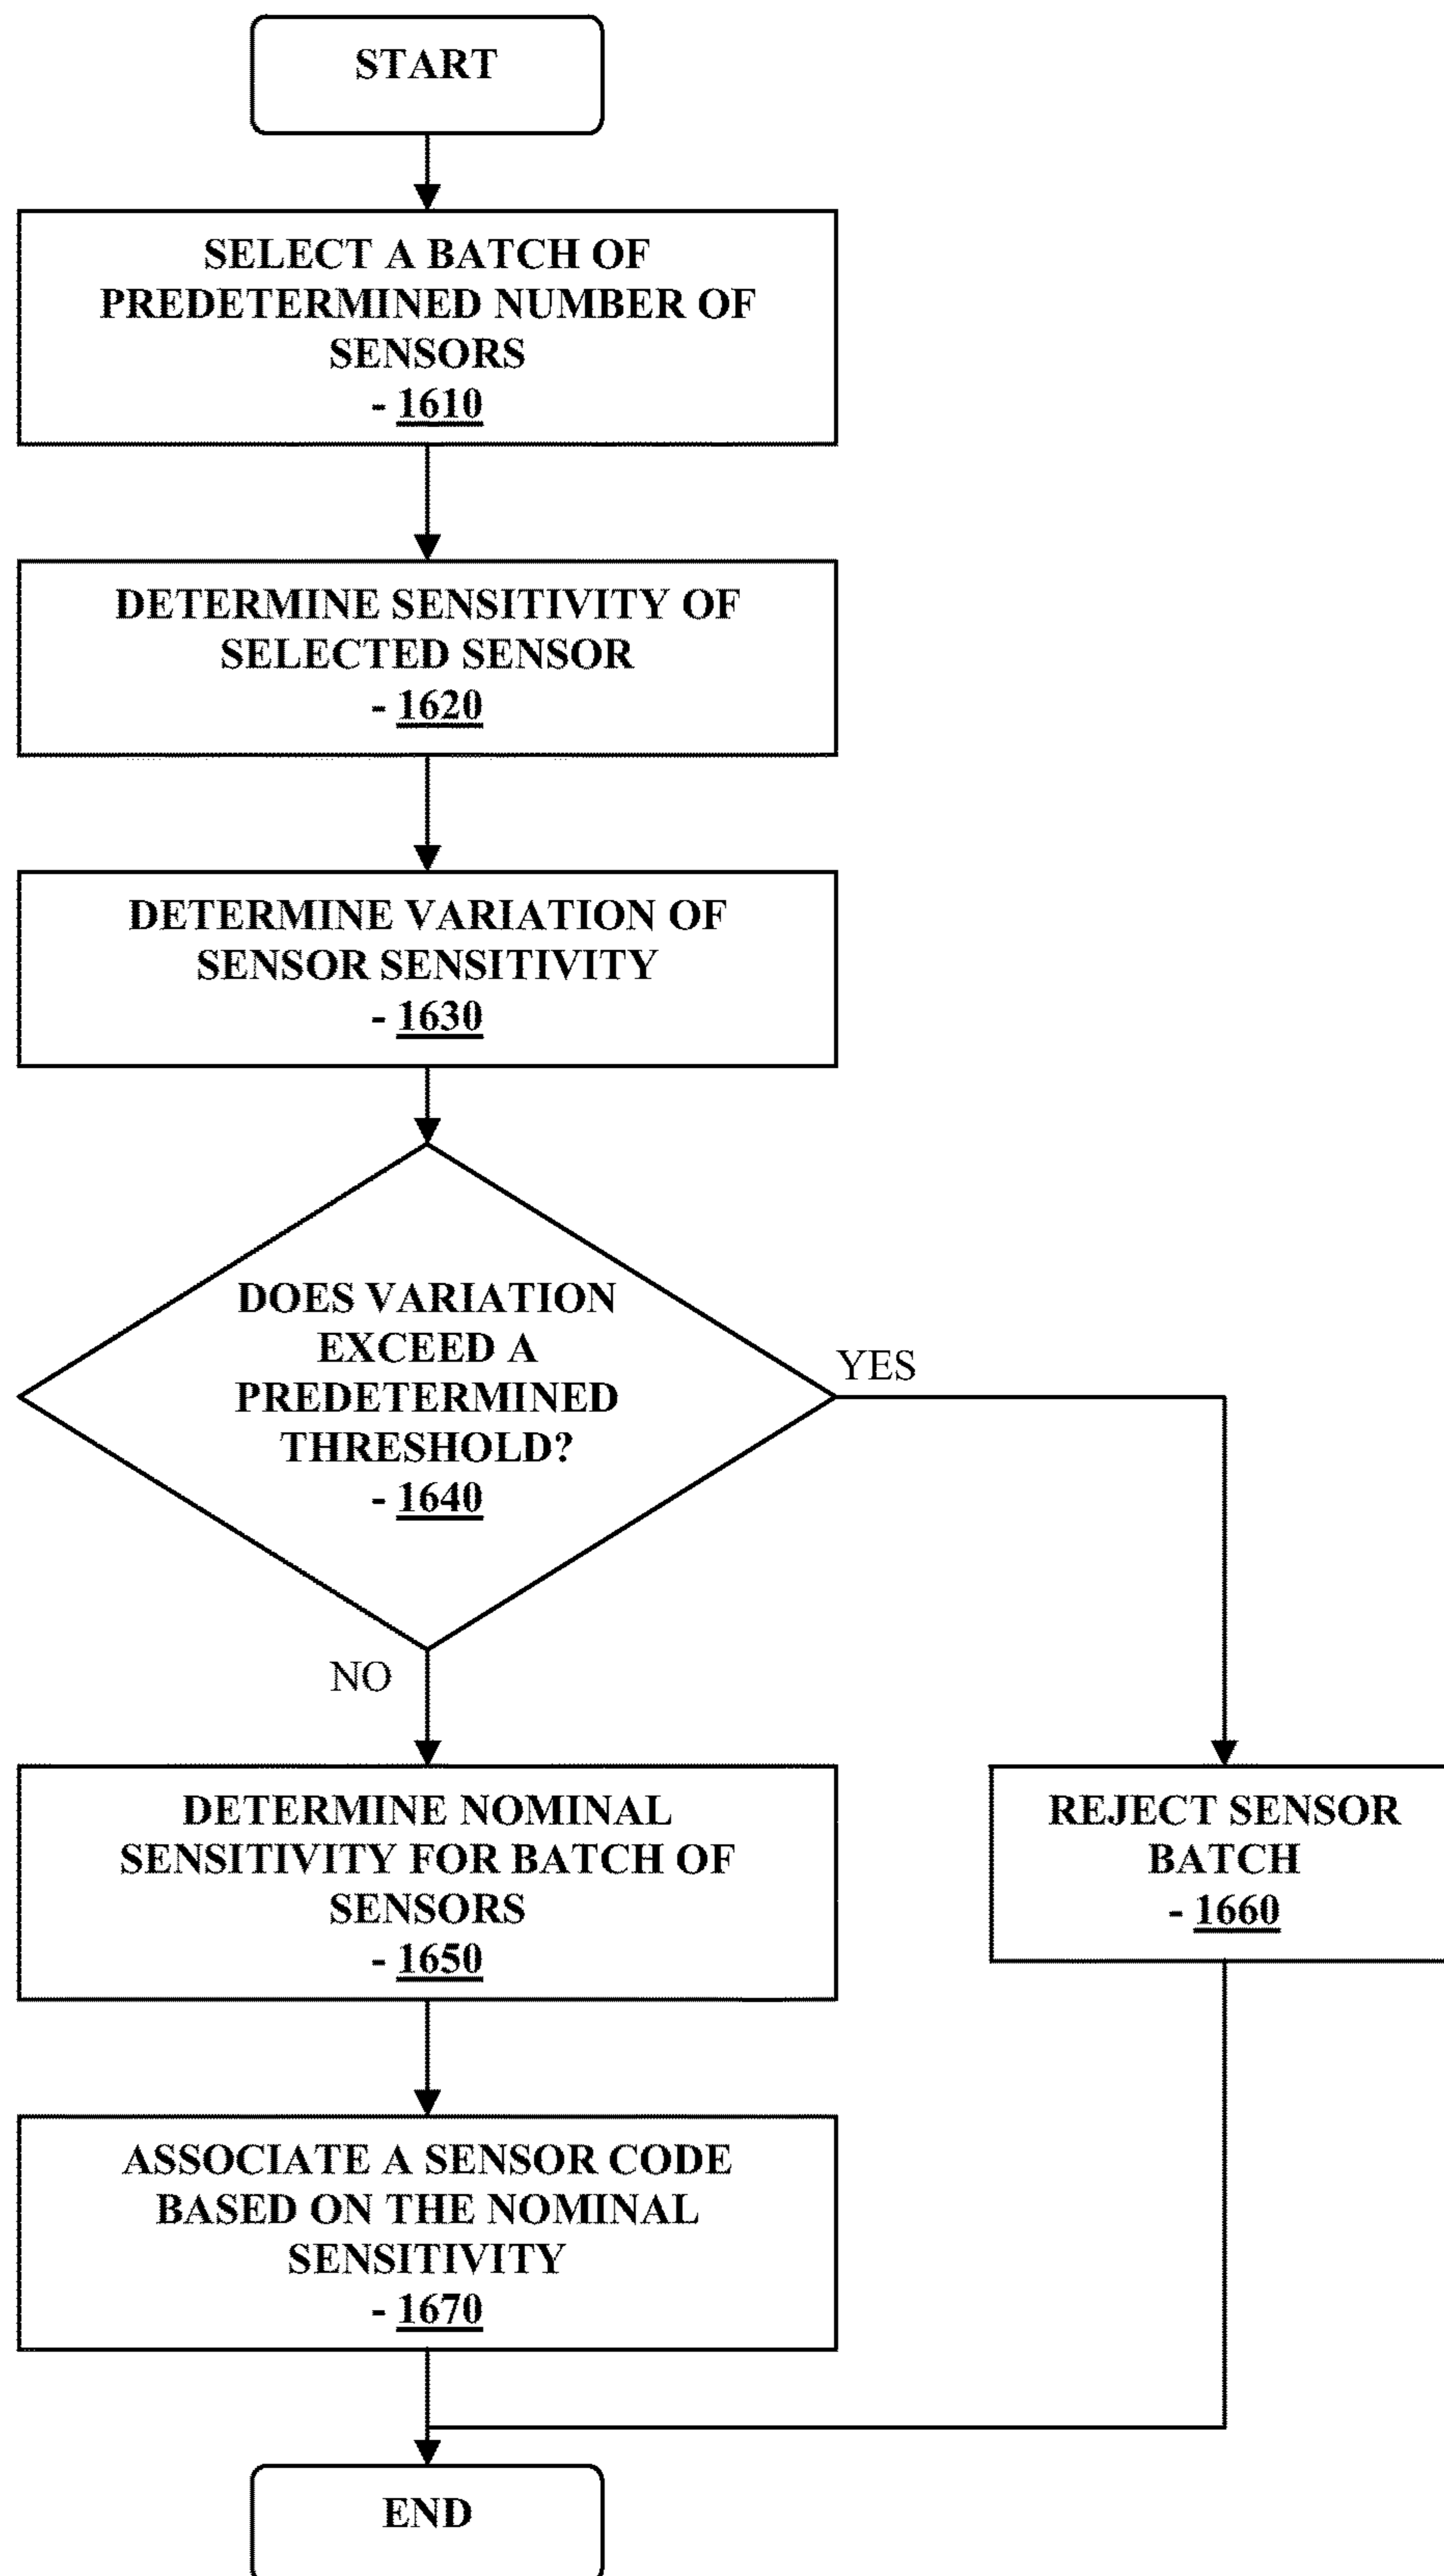 START
SELECT A BATCH OF
PREDETERMINED NUMBER OF
SENSORS
- 1610
DETERMINE SENSITIVITY OF
SELECTED SENSOR
- 1620
DETERMINE VARIATION OF
SENSOR SENSITIVITY
- 1630
DOES VARIATION
EXCEED A
PREDETERMINED
THRESHOLD?
- 1640
YES
NO
DETERMINE NOMINAL
SENSITIVITY FOR BATCH OF
SENSORS
- 1650
REJECT SENSOR
BATCH
- 1660
ASSOCIATE A SENSOR CODE
BASED ON THE NOMINAL
SENSITIVITY
- 1670
END